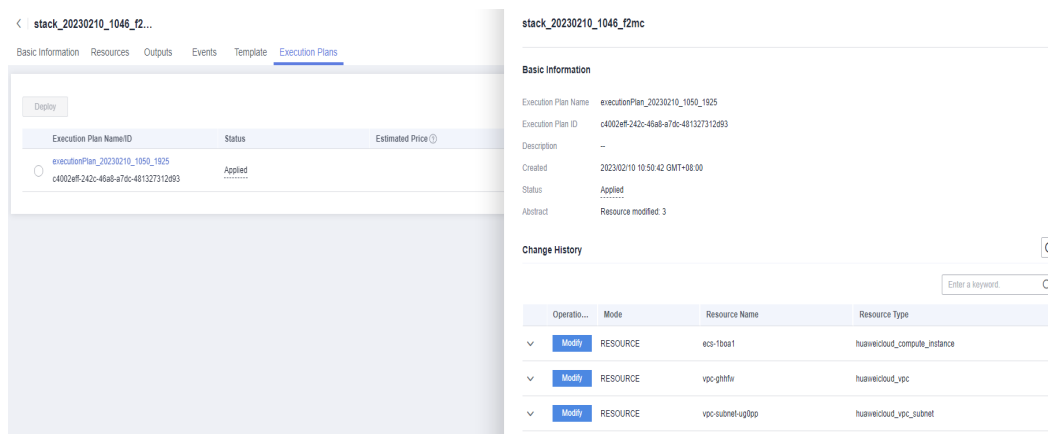 stack_20230210_1046_f2...
Basic Information Resources Outputs Events Template Execution Plans
Deploy
Execution Plan Name/ID Status Estimated Price
executionPlan_20230210_1050_1925
c4002eff-242c-46a8-a7dc-481327312d93
Applied
stack_20230210_1046_f2mc
Basic Information
Execution Plan Name executionPlan_20230210_1050_1925
Execution Plan ID c4002eff-242c-46a8-a7dc-481327312d93
Description --
Created 2023/02/10 10:50:42 GMT+08:00
Status Applied
Abstract Resource modified: 3
Change History
Enter a keyword.
Operatio... Mode Resource Name Resource Type
Modify RESOURCE ecs-1boa1 huaweicloud_compute_instance
Modify RESOURCE vpc-ghhfw huaweicloud_vpc
Modify RESOURCE vpc-subnet-ug0pp huaweicloud_vpc_subnet